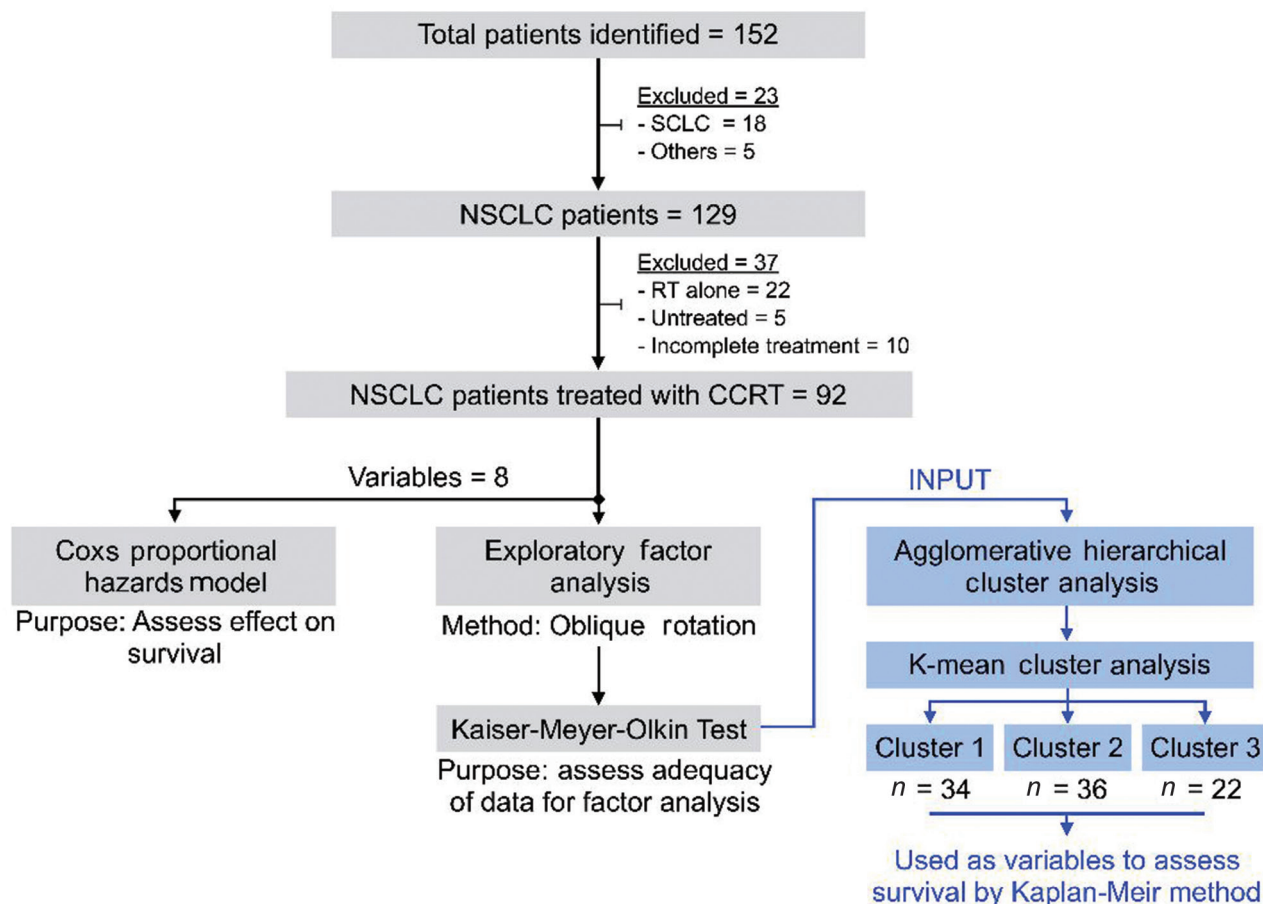 Total patients identified = 152
Excluded = 23
- SCLC = 18
- Others = 5
NSCLC patients = 129
Excluded = 37
- RT alone = 22
- Untreated = 5
- Incomplete treatment = 10
NSCLC patients treated with CCRT = 92
Variables = 8
INPUT
Coxs proportional
hazards model
Purpose: Assess effect on
survival
Exploratory factor
analysis
Method: Oblique rotation
Kaiser-Meyer-Olkin Test
Purpose: assess adequacy
of data for factor analysis
Agglomerative hierarchical
cluster analysis
K-mean cluster analysis
Cluster 1
n = 34
Cluster 2
n = 36
Cluster 3
n = 22
Used as variables to assess
survival by Kaplan-Meir method